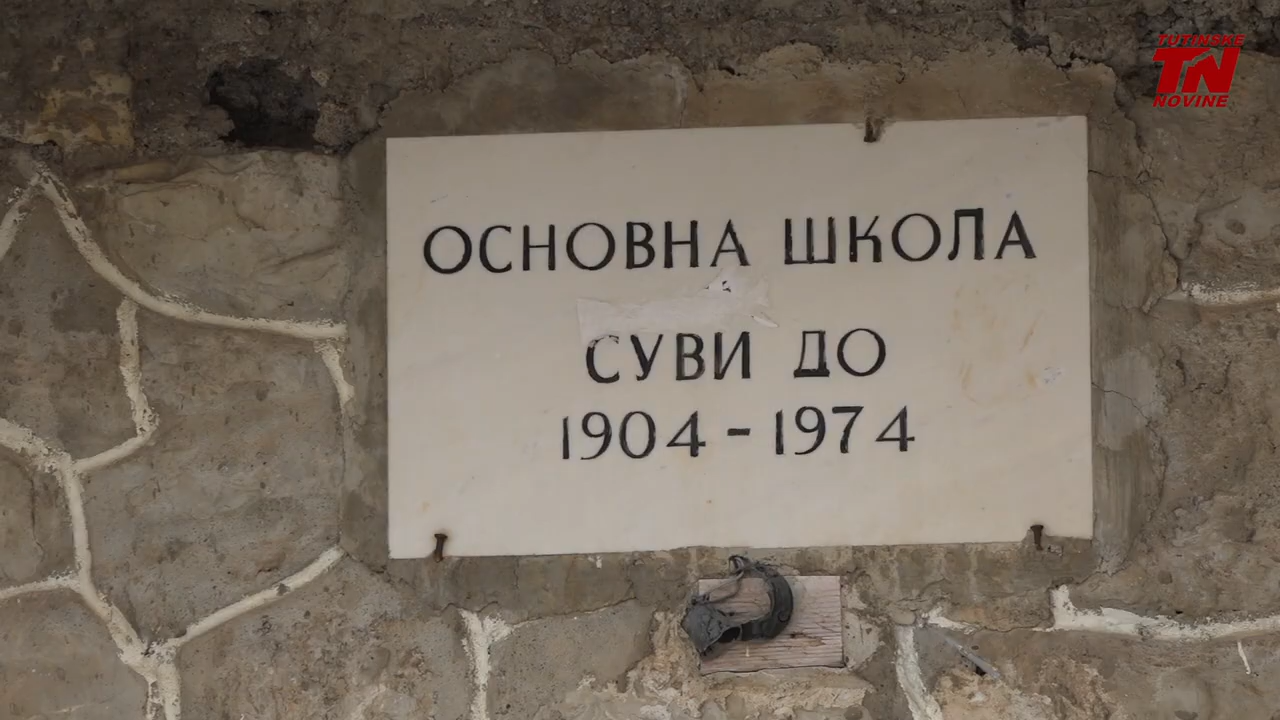 TUTINSKE
TN
NOVINE
ОСНОВНА ШКОЛА
СУВИ ДО
1904-1974